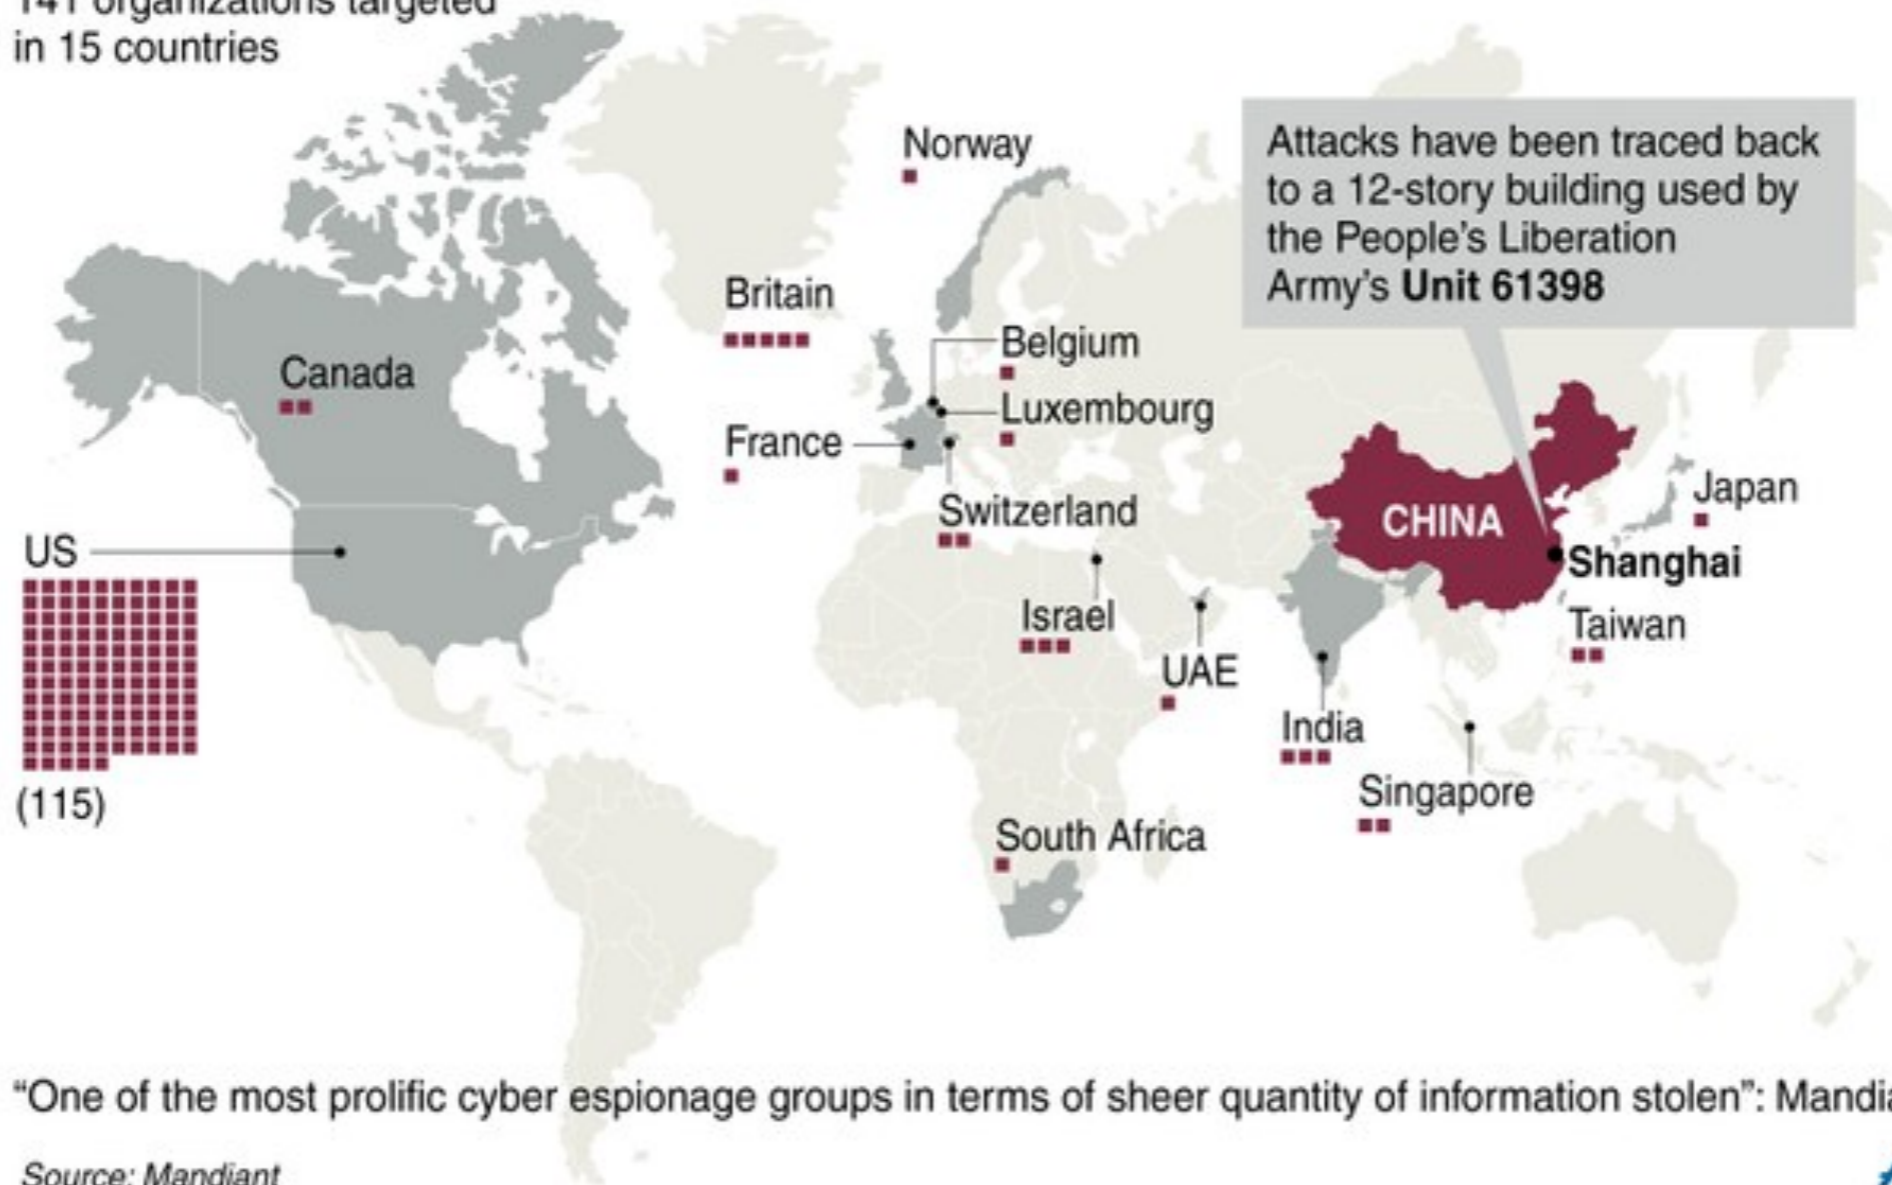 141 organizations targeted
in 15 countries
Norway
Attacks have been traced back
to a 12-story building used by
the People's Liberation
Army's Unit 61398
Britain
Belgium
Canada
Luxembourg
France
Switzerland
Japan
CHINA
US
Shanghai
Israel
Taiwan
UAE
India
Singapore
(115)
South Africa
“One of the most prolific cyber espionage groups in terms of sheer quantity of information stolen”:
Source: Mandiant